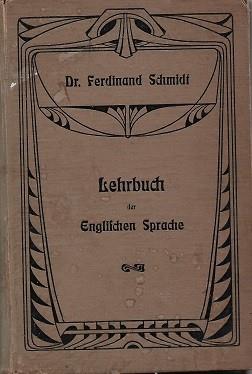 Dr. Ferdinand Schmidt
Lehrbuch
der
Engliſchen Sprache